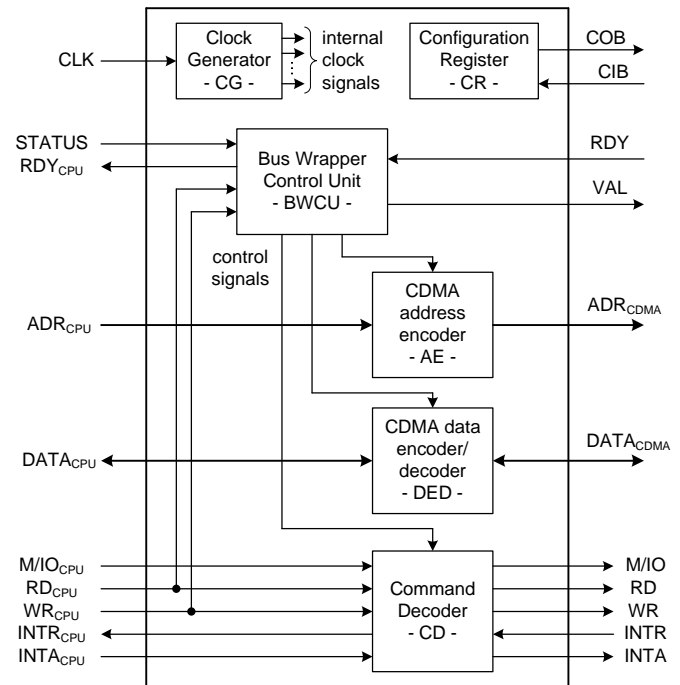 CLK
Clock
Generator
- CG -
internal
clock
signals
Configuration
Register
- CR -
COB
CIB
STATUS
RDYCPU
Bus Wrapper
Control Unit
- BWCU -
RDY
VAL
control
signals
ADRCPU
CDMA
address
encoder
- AE -
ADRCDMA
DATACPU
CDMA data
encoder/
decoder
- DED -
DATACDMA
M/IOCPU
RDCPU
WRCPU
INTRCPU
INTACPU
Command
Decoder
- CD -
M/IO
RD
WR
INTR
INTA